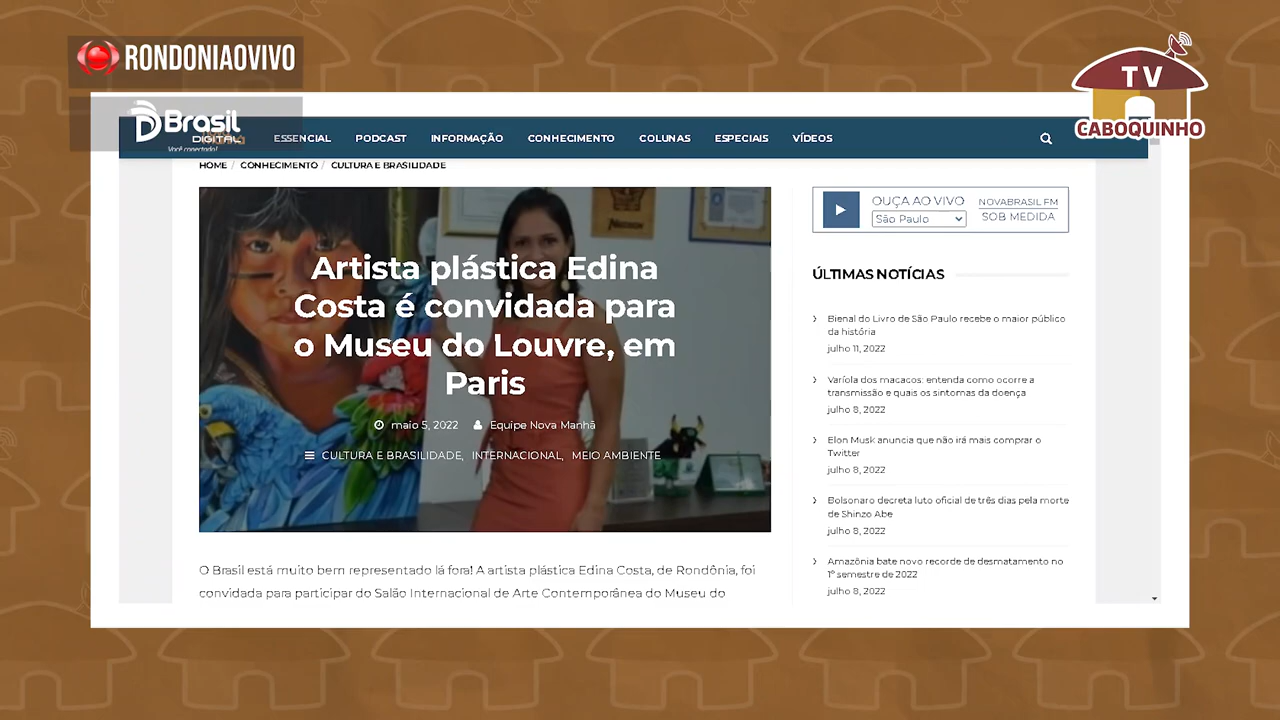 RONDONIAOVIVO
TV
CABOQUINHO
Brasil
DIGITAL
Você conectado!
ESSENCIAL PODCAST INFORMAÇÃO CONHECIMENTO COLUNAS ESPECIAIS VÍDEOS
HOME / CONHECIMENTO / CULTURA E BRASILIDADE
Artista plástica Edina
Costa é convidada para
o Museu do Louvre, em
Paris
maio 5, 2022 Equipe Nova Manhã
CULTURA E BRASILIDADE, INTERNACIONAL, MEIO AMBIENTE
O Brasil está muito bem representado lá fora! A artista plástica Edina Costa, de Rondônia, foi
convidada para participar do Salão Internacional de Arte Contemporânea do Museu do
OUÇA AO VIVO
São Paulo
NOVABRASIL FM
SOB MEDIDA
ÚLTIMAS NOTÍCIAS
Bienal do Livro de São Paulo recebe o maior público
da história
julho 11, 2022
Varíola dos macacos: entenda como ocorre a
transmissão e quais os sintomas da doença
julho 8, 2022
Elon Musk anuncia que não irá mais comprar o
Twitter
julho 8, 2022
Bolsonaro decreta luto oficial de três dias pela morte
de Shinzo Abe
julho 8, 2022
Amazônia bate novo recorde de desmatamento no
1º semestre de 2022
julho 8, 2022